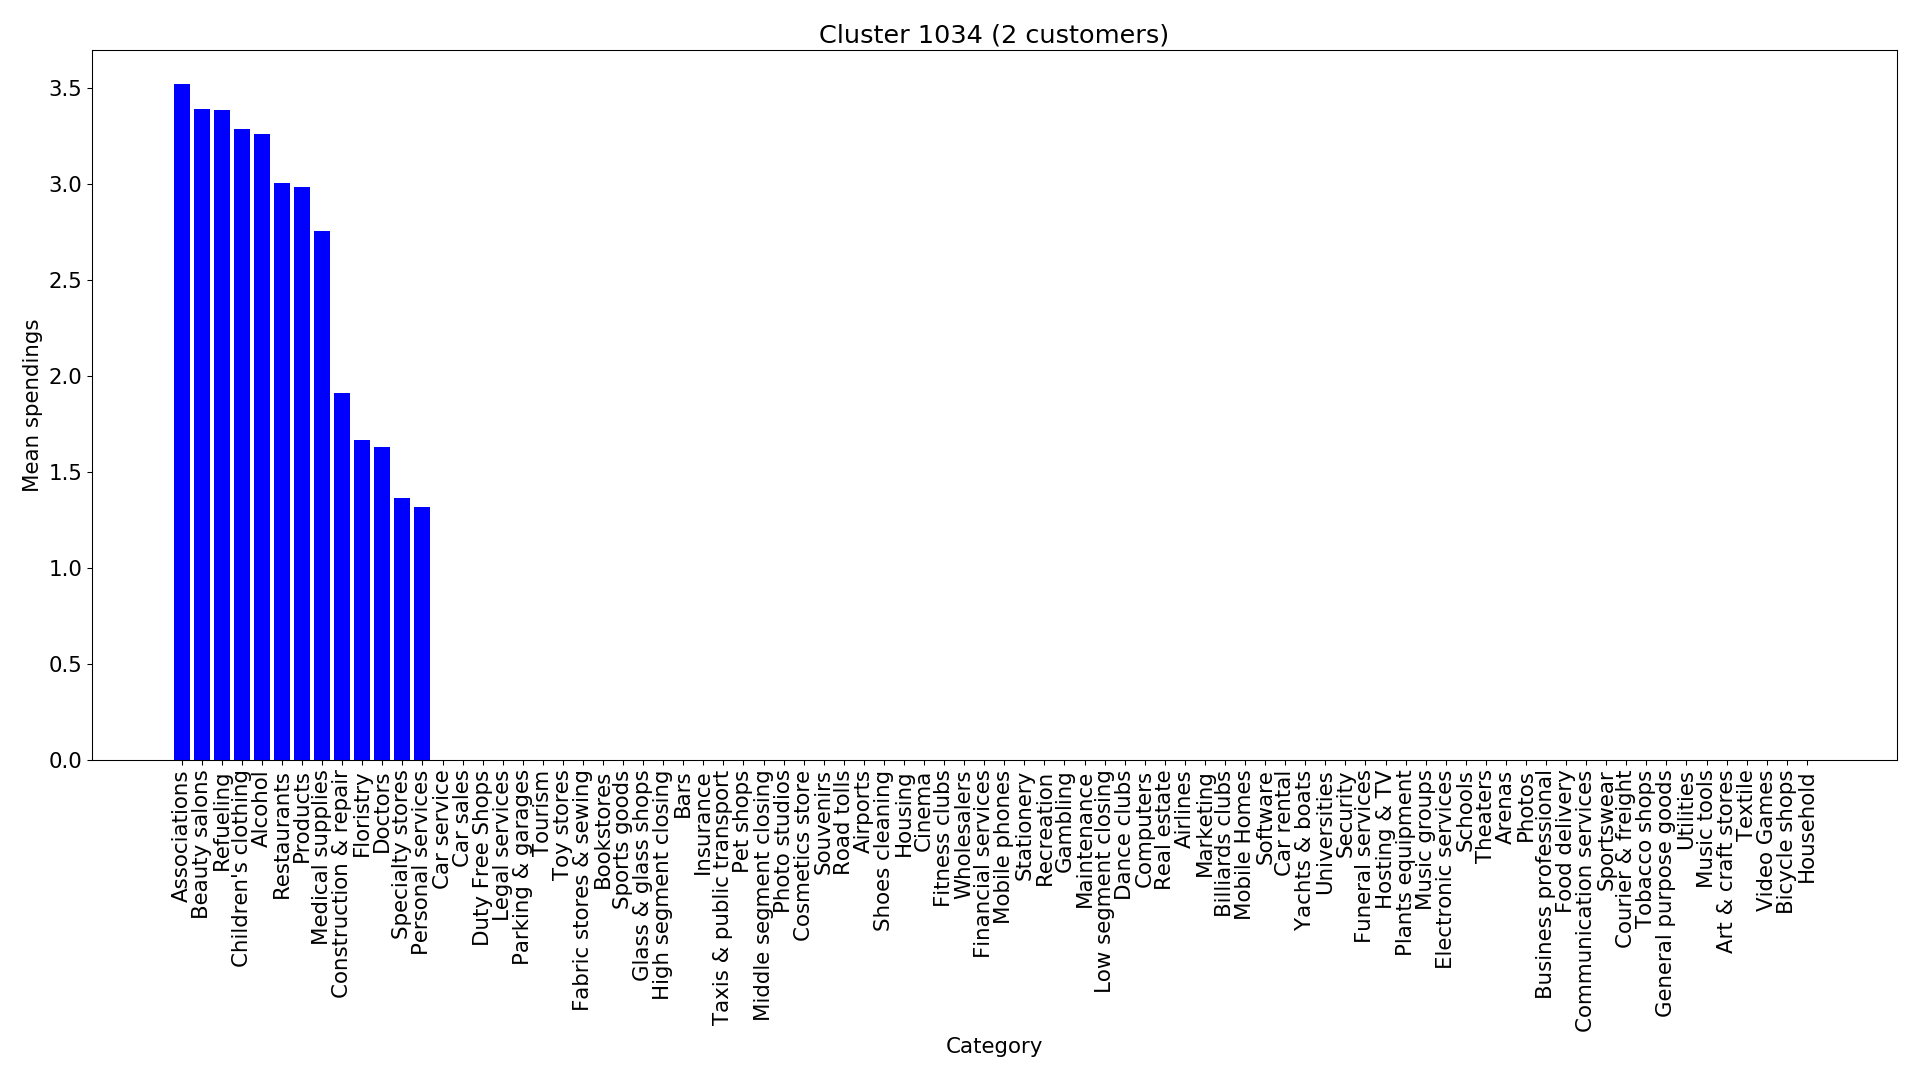 Cluster 1034 (2 customers)
Mean spendings
3.5
3.0
2.5
2.0
1.5
1.0
0.5
0.0
Associations
Beauty salons
Refueling
Children's clothing
Alcohol
Restaurants
Products
Medical supplies
Construction & repair
Floristry
Doctors
Specialty stores
Personal services
Car service
Car sales
Duty Free Shops
Legal services
Parking & garages
Tourism
Toy stores
Fabric stores & sewing
Bookstores
Sports goods
Glass & glass shops
High segment closing
Bars
Insurance
Taxis & public transport
Pet shops
Middle segment closing
Photo studios
Cosmetics store
Souvenirs
Road tolls
Airports
Shoes cleaning
Housing
Cinema
Fitness clubs
Wholesalers
Financial services
Mobile phones
Stationery
Recreation
Gambling
Maintenance
Low segment closing
Dance clubs
Computers
Real estate
Airlines
Marketing
Billiards clubs
Mobile Homes
Software
Car rental
Yachts & boats
Universities
Security
Funeral services
Hosting & TV
Plants equipment
Music groups
Electronic services
Schools
Theaters
Arenas
Photos
Business professional
Food delivery
Communication services
Sportswear
Courier & freight
Tobacco shops
General purpose goods
Utilities
Music tools
Art & craft stores
Textile
Video Games
Bicycle shops
Household
Category